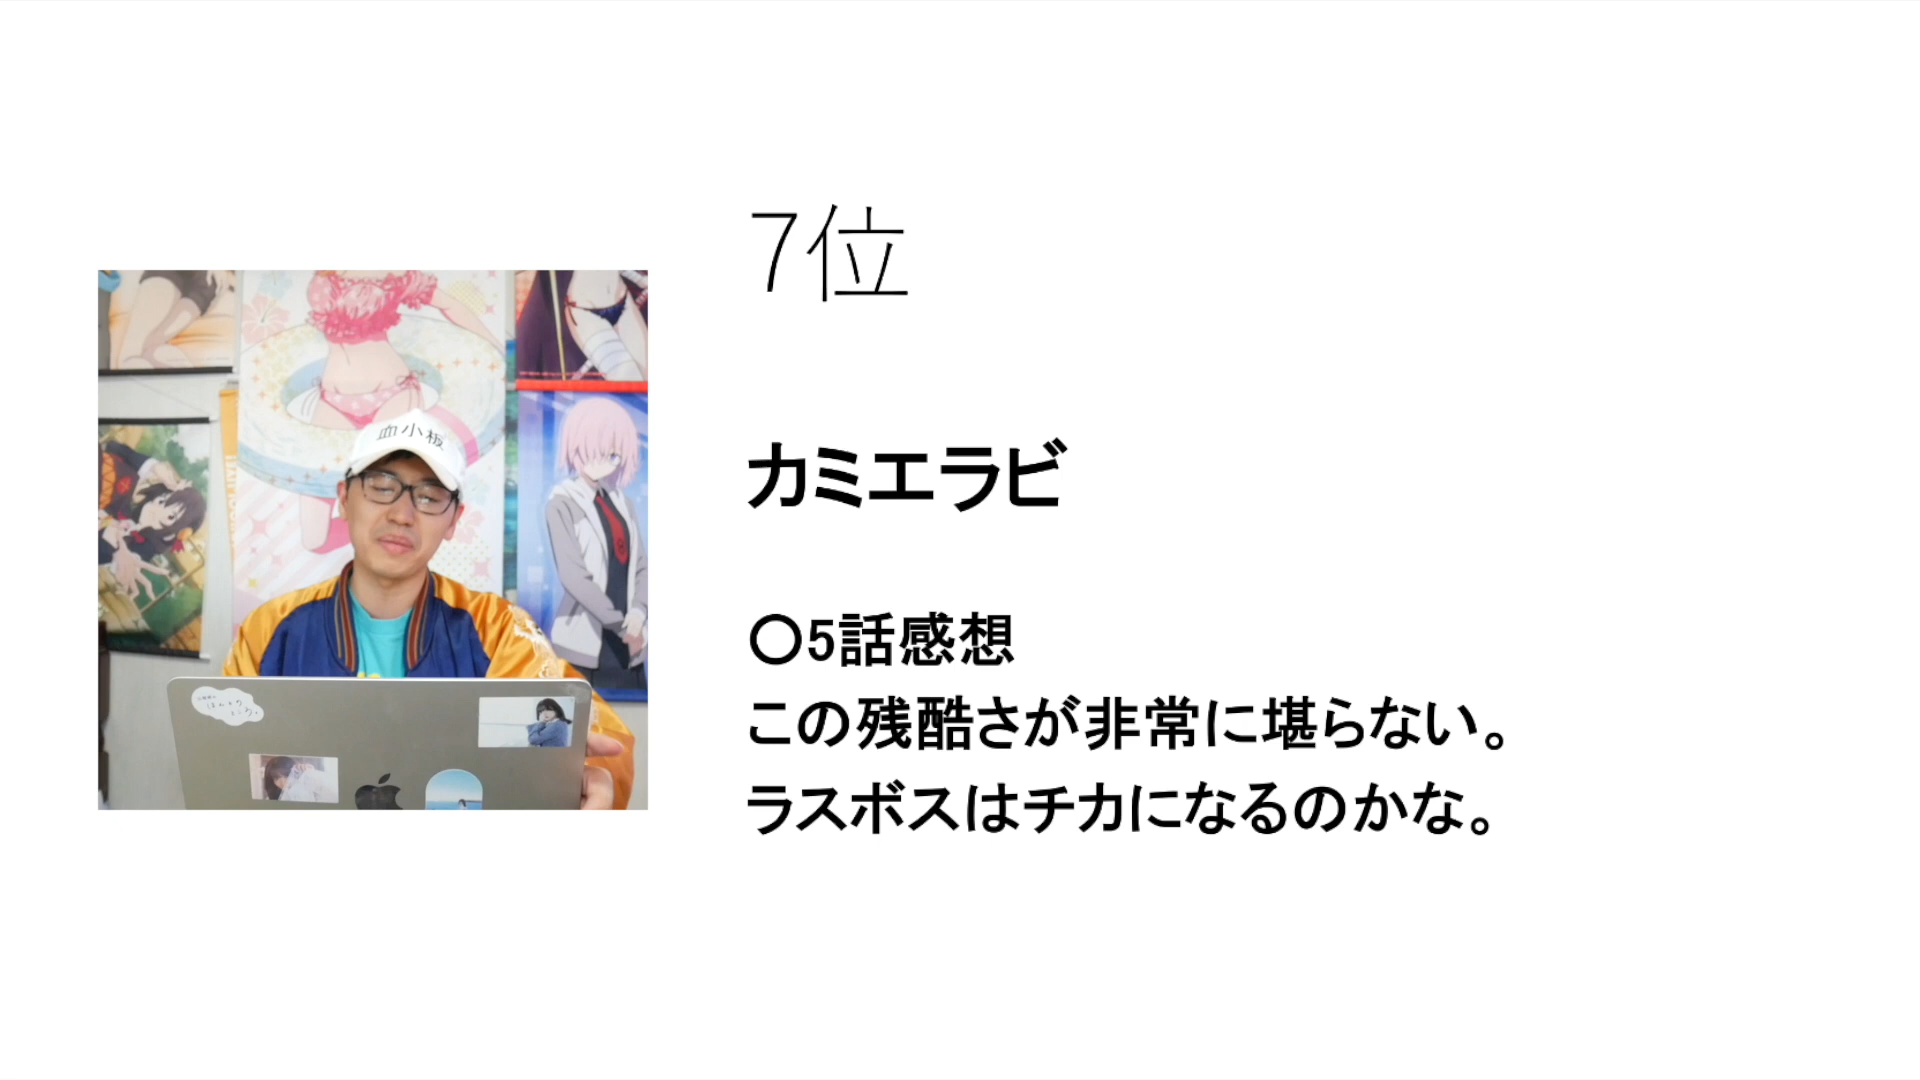 7位
カミエラビ
〇5話感想
この残酷さが非常に堪らない。
ラスボスはチカになるのかな。
血小板